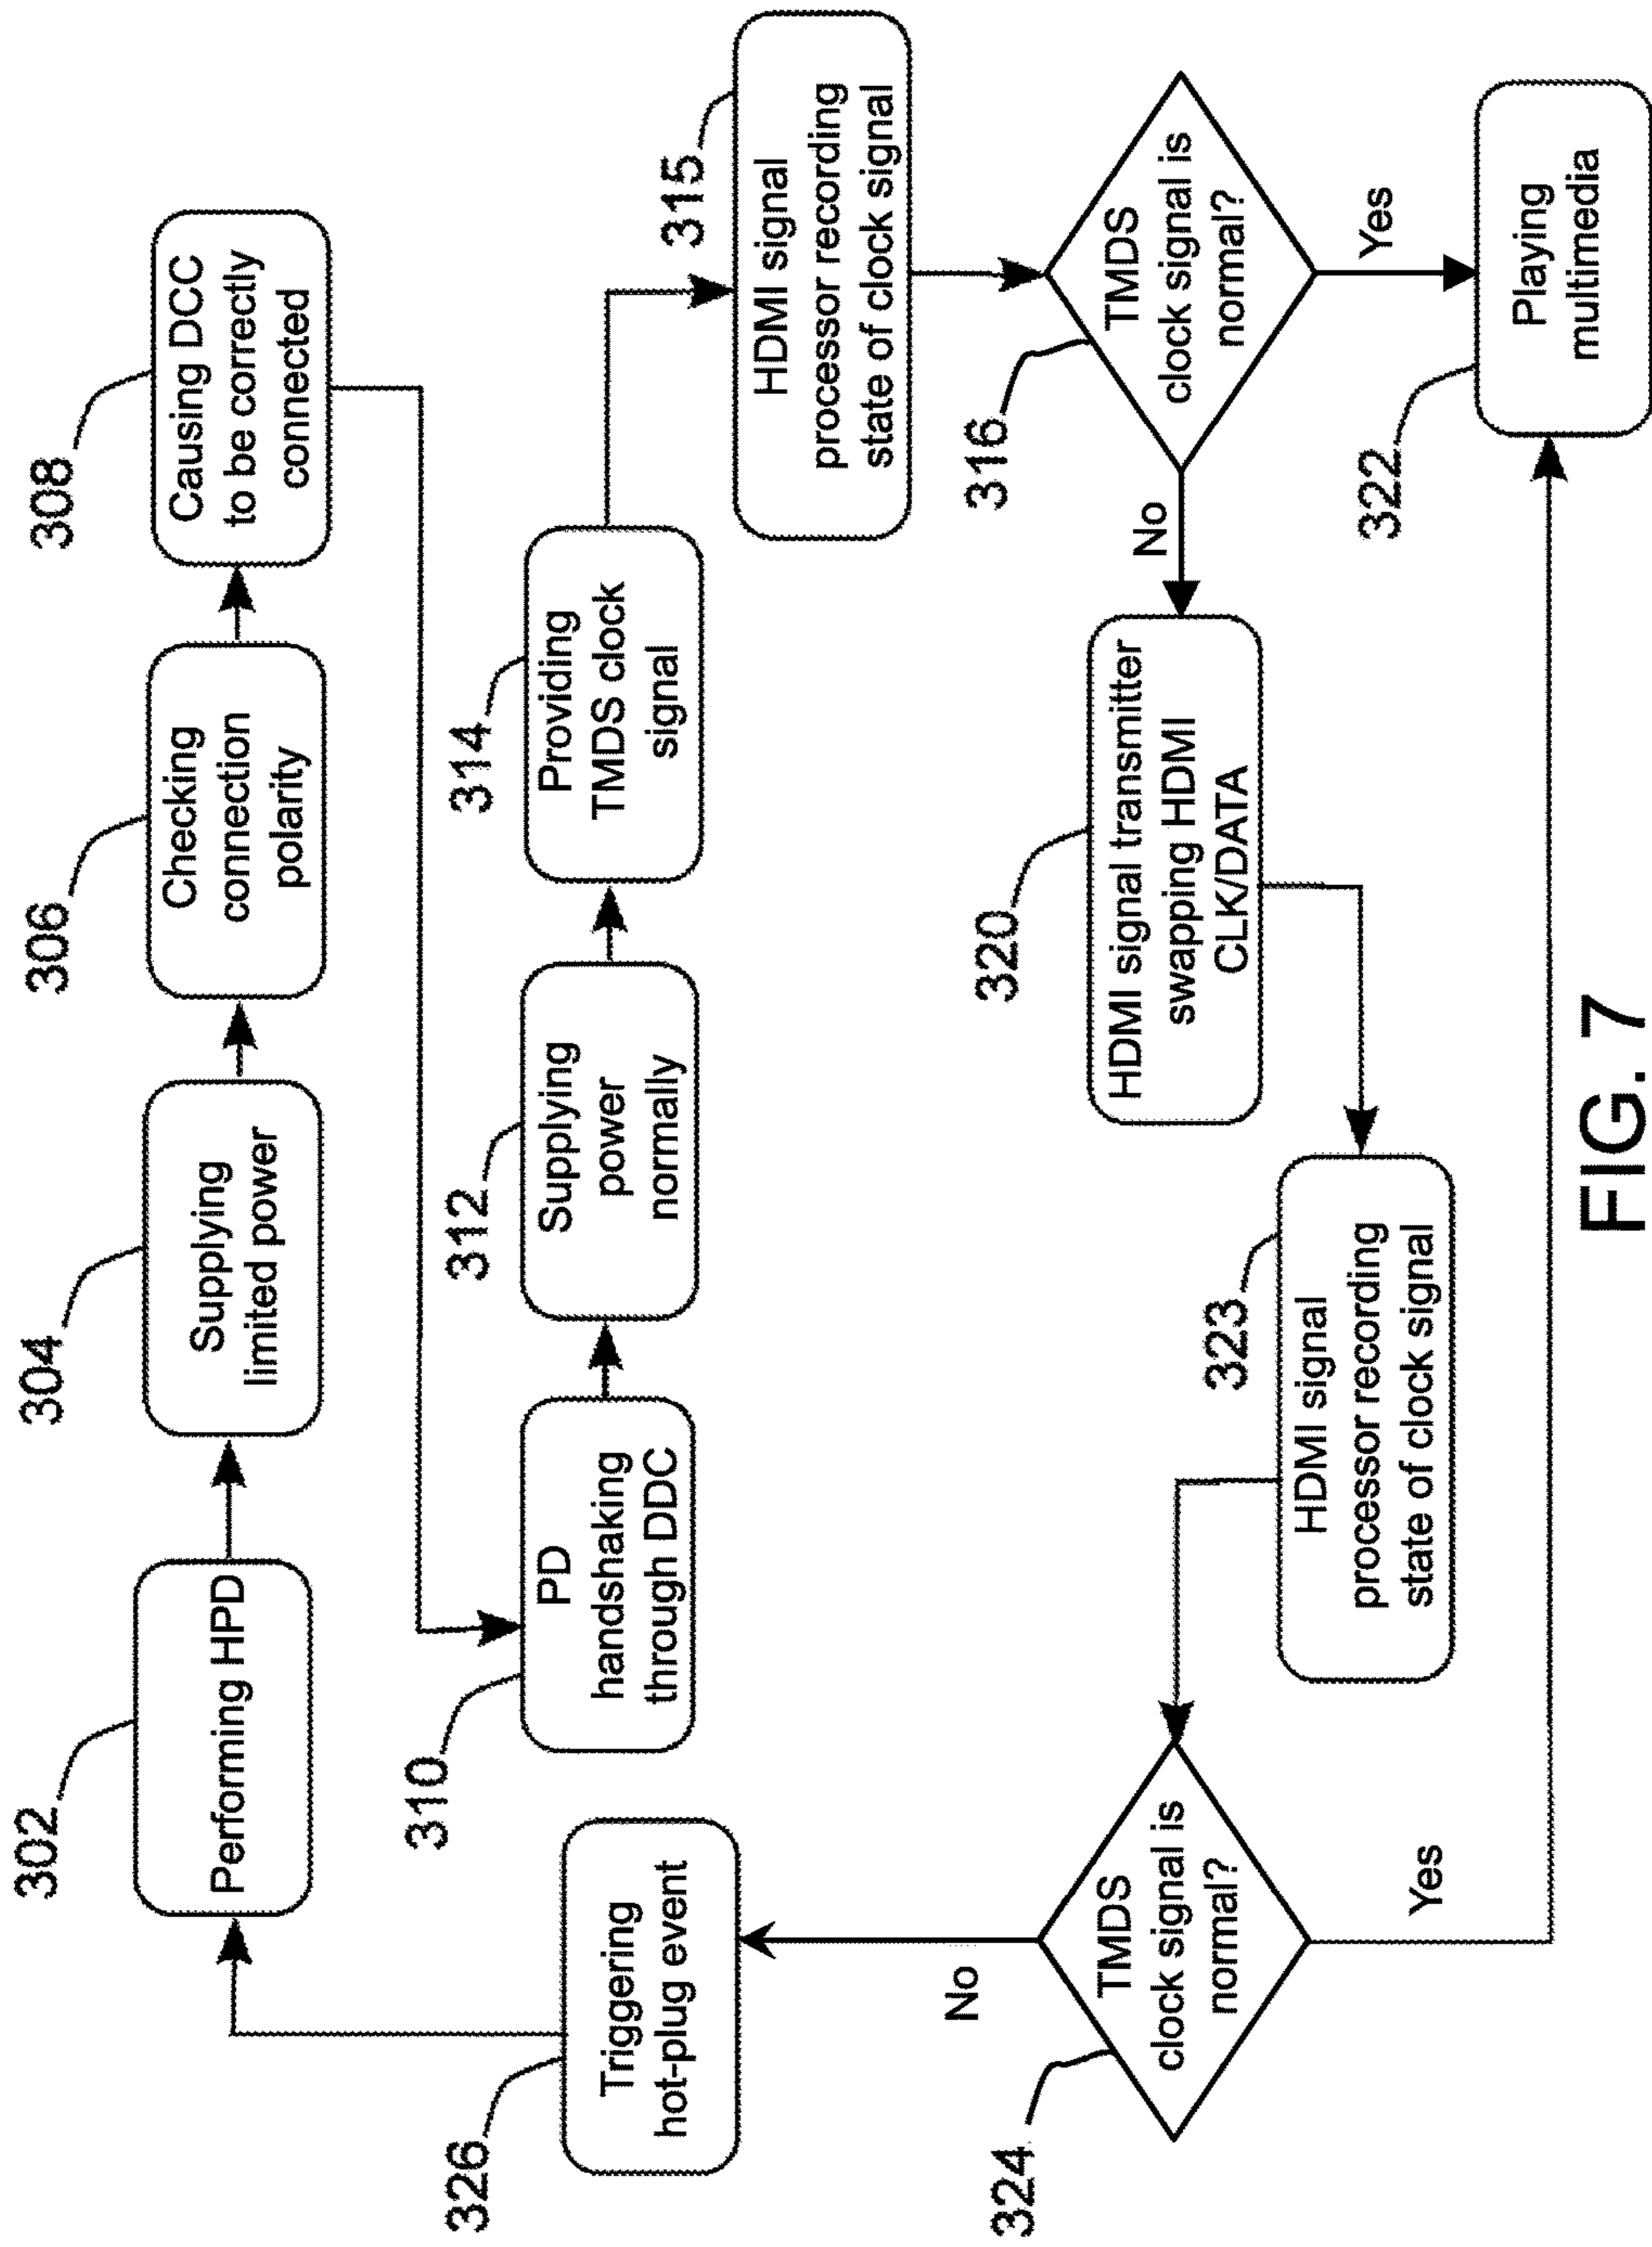 302
Performing HPD
304
Supplying
limited power
306
Checking
connection
polarity
308
Causing DCC
to be correctly
connected
310
PD
handshaking
through DDC
312
Supplying
power
normally
314
Providing
TMDS clock
signal
315
HDMI signal
processor recording
state of clock signal
316
TMDS
clock signal is
normal?
No
Yes
320
HDMI signal transmitter
swapping HDMI
CLK/DATA
322
Playing
multimedia
323
HDMI signal
processor recording
state of clock signal
324
TMDS
clock signal is
normal?
No
Yes
326
Triggering
hot-plug event
FIG. 7